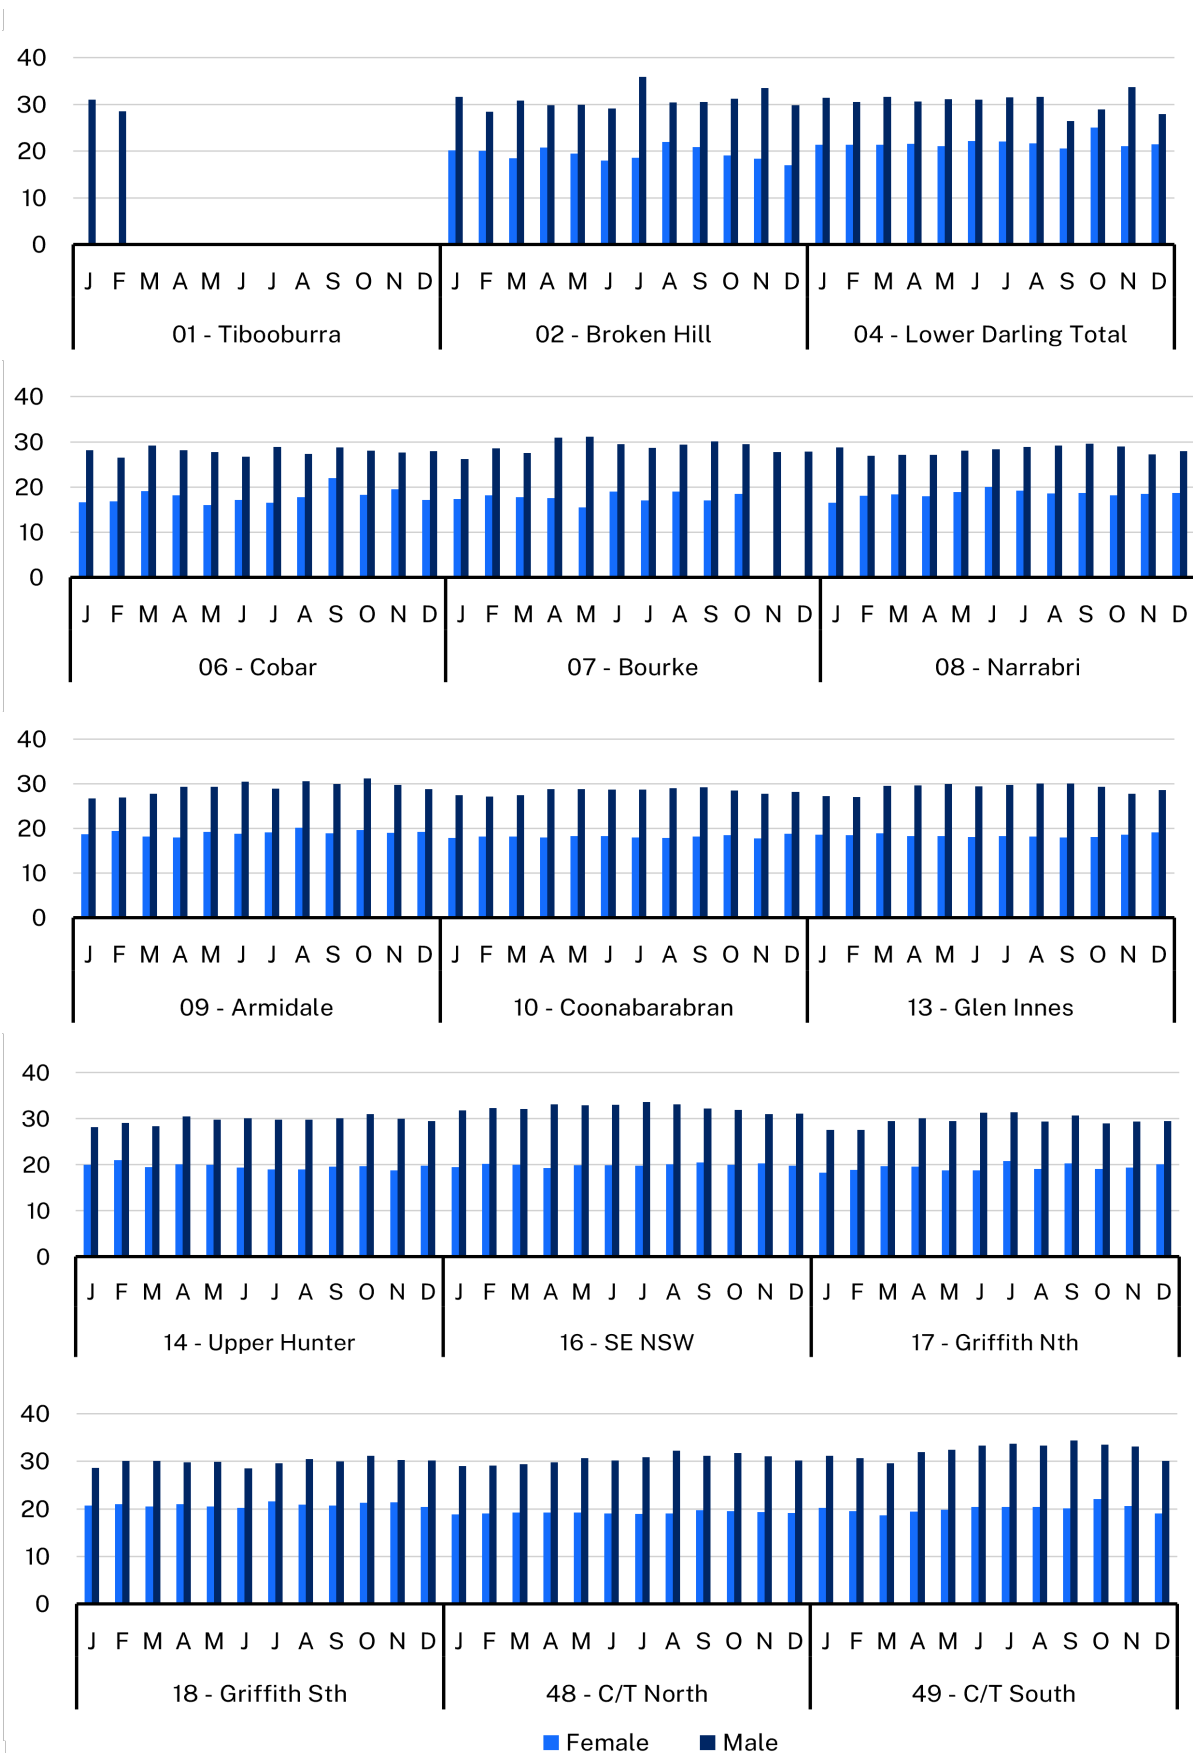 40
30
20
10
0
J F M A M J J A S O N D J F M A M J J A S O N D J F M A M J J A S O N D
01 - Tibooburra 02 - Broken Hill 04 - Lower Darling Total
40
30
20
10
0
J F M A M J J A S O N D J F M A M J J A S O N D J F M A M J J A S O N D
06 - Cobar 07 - Bourke 08 - Narrabri
40
30
20
10
0
J F M A M J J A S O N D J F M A M J J A S O N D J F M A M J J A S O N D
09 - Armidale 10 - Coonabarabran 13 - Glen Innes
40
30
20
10
0
J F M A M J J A S O N D J F M A M J J A S O N D J F M A M J J A S O N D
14 - Upper Hunter 16 - SE NSW 17 - Griffith Nth
40
30
20
10
0
J F M A M J J A S O N D J F M A M J J A S O N D J F M A M J J A S O N D
18 - Griffith Sth 48 - C/T North 49 - C/T South
Female Male